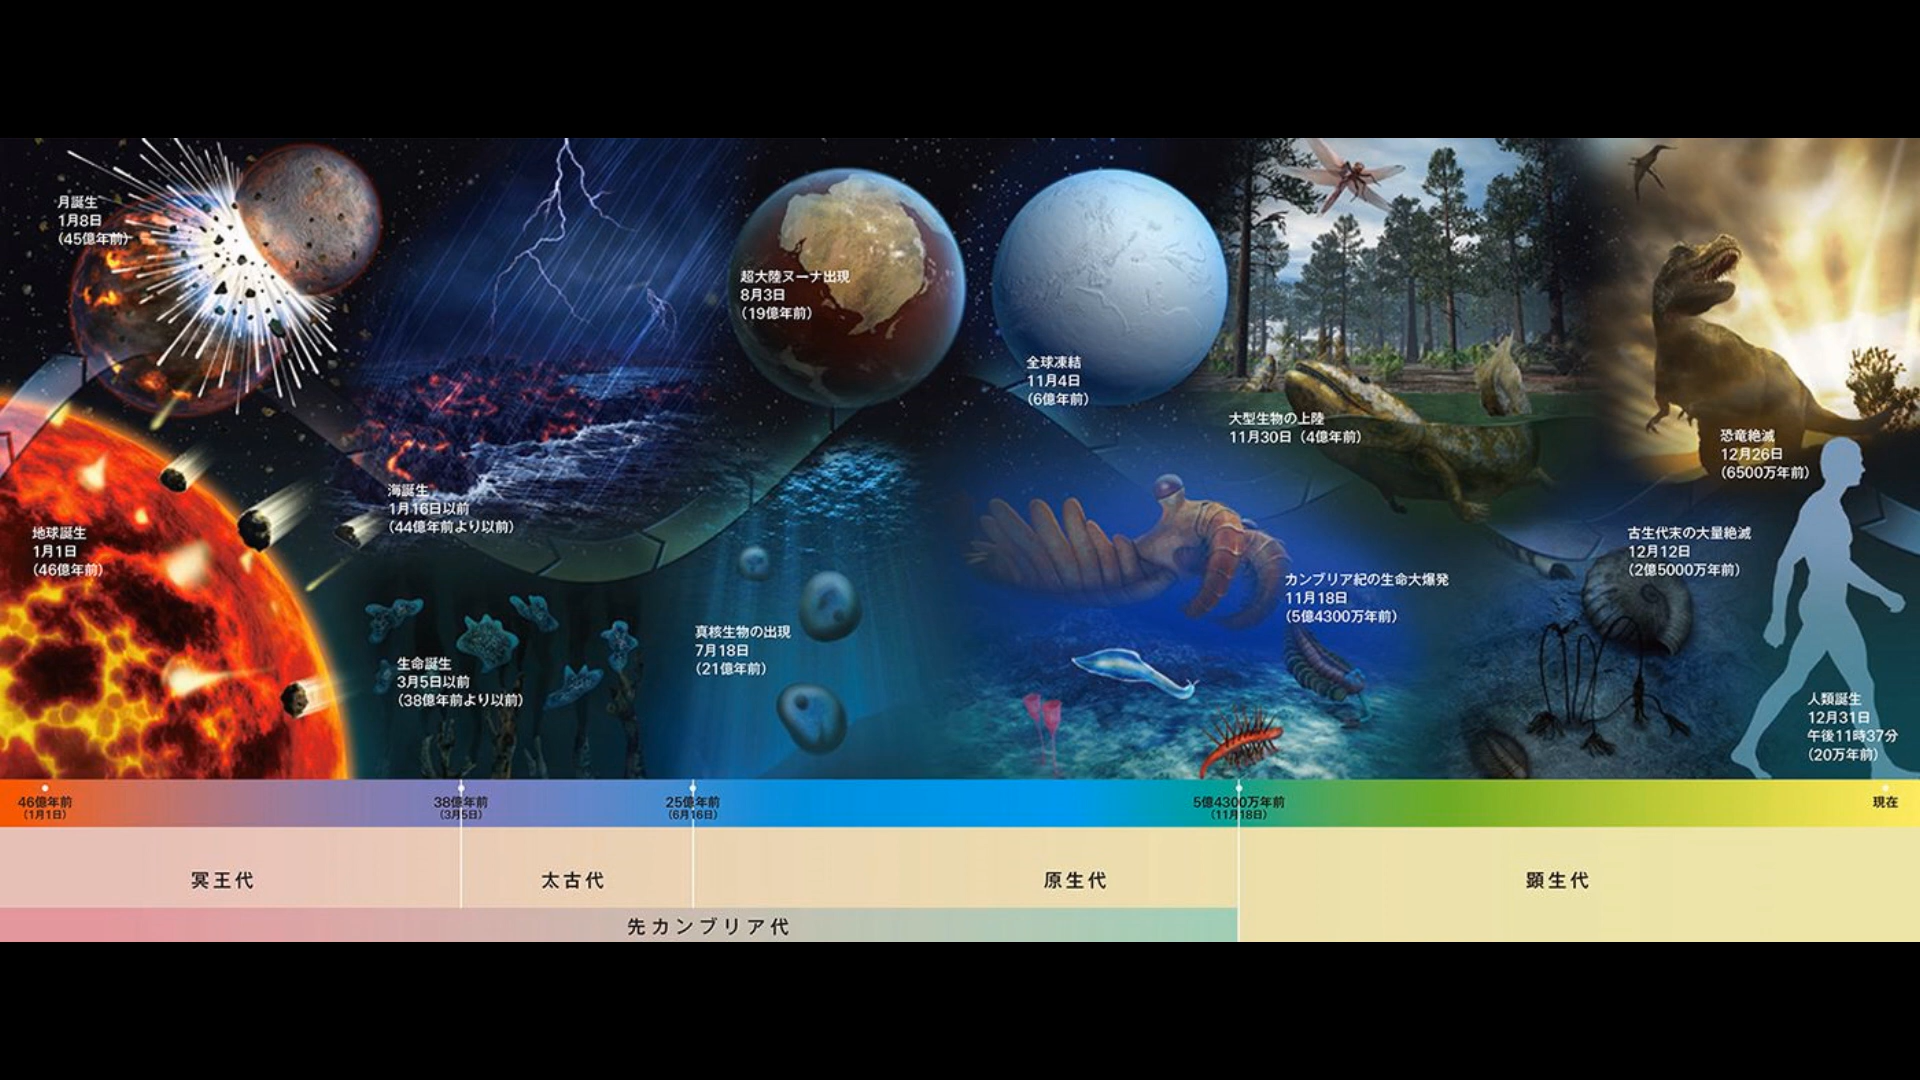 月誕生
1月8日
(45億年前)
地球誕生
1月1日
(46億年前)
海誕生
1月16日以前
(44億年前より以前)
生命誕生
3月5日以前
(38億年前より以前)
超大陸ヌーナ出現
8月3日
(19億年前)
真核生物の出現
7月18日
(21億年前)
全球凍結
11月4日
(6億年前)
カンブリア紀の生命大爆発
11月18日
(5億4300万年前)
大型生物の上陸
11月30日(4億年前)
恐竜絶滅
12月26日
(6500万年前)
古生代末の大量絶滅
12月12日
(2億5000万年前)
人類誕生
12月31日
午後11時37分
(20万年前)
46億年前
(1月1日)
38億年前
(3月5日)
25億年前
(6月16日)
5億4300万年前
(11月18日)
現在
冥王代
太古代
原生代
顕生代
先カンブリア代